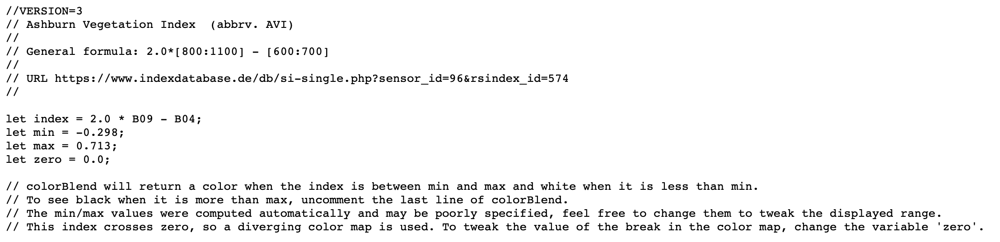 //VERSION=3
// Ashburn Vegetation Index  (abbrv. AVI)
//
// General formula: 2.0*[800:1100] - [600:700]
//
// URL https://www.indexdatabase.de/db/si-single.php?sensor_id=96&rsindex_id=574
//
let index = 2.0 * B09 - B04;
let min = -0.298;
let max = 0.713;
let zero = 0.0;
// colorBlend will return a color when the index is between min and max and white when it is less than min.
// To see black when it is more than max, uncomment the last line of colorBlend.
// The min/max values were computed automatically and may be poorly specified, feel free to change them to tweak the displayed range.
// This index crosses zero, so a diverging color map is used. To tweak the value of the break in the color map, change the variable 'zero'.